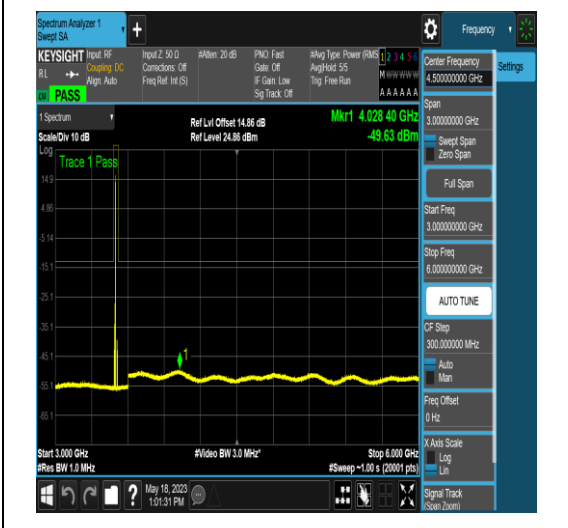 Spectrum Analyzer 1
Swept SA
Frequency
KEYSIGHT
Input: RF
Coupling: DC
Align: Auto
RL
PASS
Input Z: 50 Ω
Corrections: Off
Freq Ref: Int (S)
#Atten: 20 dB
PNO: Fast
Gate: Off
IF Gain: Low
Sig Track: Off
#Avg Type: Power (RMS
Avg|Hold: 5/5
Trig: Free Run
1 2 3 4 5 6
M W W W W W
A A A A A A
1 Spectrum
Scale/Div 10 dB
Ref Lvl Offset 14.86 dB
Ref Level 24.86 dBm
Mkr1 4.028 40 GHz
-49.63 dBm
Log
Trace 1 Pass
14.9
4.86
-5.14
-15.1
-25.1
-35.1
-45.1
-55.1
-65.1
1
Start 3.000 GHz
#Res BW 1.0 MHz
#Video BW 3.0 MHz*
Stop 6.000 GHz
#Sweep ~1.00 s (20001 pts)
May 18, 2023
1:01:31 PM
Settings
Center Frequency
4.500000000 GHz
Span
3.00000000 GHz
Swept Span
Zero Span
Full Span
Start Freq
3.000000000 GHz
Stop Freq
6.000000000 GHz
AUTO TUNE
CF Step
300.000000 MHz
Auto
Man
Freq Offset
0 Hz
X Axis Scale
Log
Lin
Signal Track
(Span Zoom)